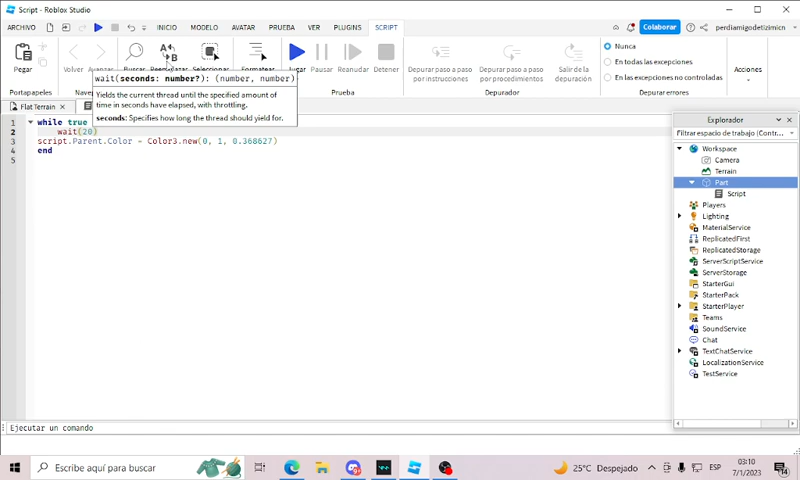 Script - Roblox Studio
ARCHIVO
INICIO
MODELO
AVATAR
PRUEBA
VER
PLUGINS
SCRIPT
Colaborar
perdiamigodetizimicn
Pegar
Volver
Avanzar
Buscar
Reemplazar
Seleccionar
Formatear
Jugar
Pausa
Reanudar
Detener
Depurar paso a paso
por instrucciones
Depurar paso a paso
por procedimientos
Salir de la
depuración
Nunca
En todas las excepciones
En las excepciones no controladas
Acciones
Portapapeles
Prueba
Depurador
Depurar errores
wait(seconds: number?): (number, number)
Yields the current thread until the specified amount of
time in seconds have elapsed, with throttling.
seconds: Specifies how long the thread should yield for.
Flat Terrain
1 while true
2 wait(20)
3 script.Parent.Color = Color3.new(0, 1, 0.368627)
4 end
5
Explorador
Filtrar espacio de trabajo (Contr...
Workspace
Camera
Terrain
Part
Script
Players
Lighting
MaterialService
ReplicatedFirst
ReplicatedStorage
ServerScriptService
ServerStorage
StarterGui
StarterPack
StarterPlayer
Teams
SoundService
Chat
TextChatService
LocalizationService
TestService
Ejecutar un comando
Escribe aquí para buscar
25°C Despejado
ESP
03:10
7/1/2023
14